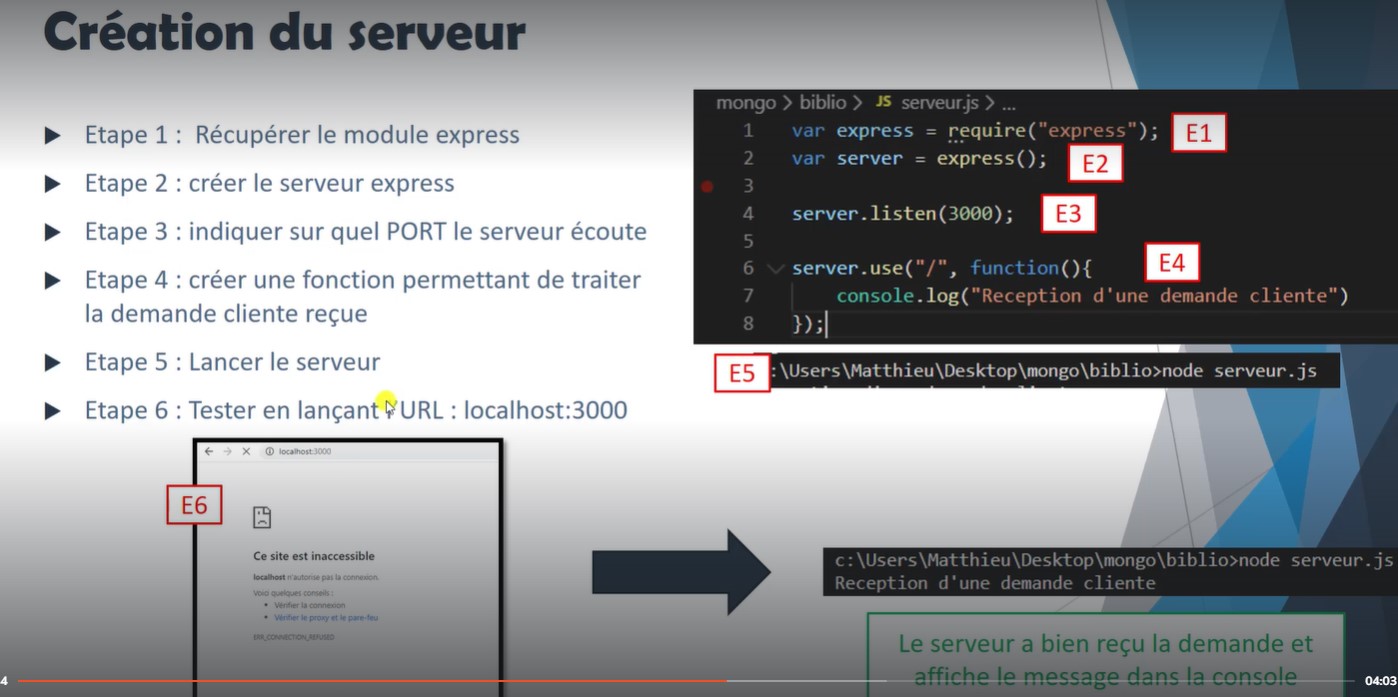 Création du serveur
Etape 1 : Récupérer le module express
Etape 2 : créer le serveur express
Etape 3 : indiquer sur quel PORT le serveur écoute
Etape 4 : créer une fonction permettant de traiter
la demande cliente reçue
Etape 5 : Lancer le serveur
Etape 6 : Tester en lançant l'URL : localhost:3000
mongo > biblio > JS serveur.js > ...
1 var express = require("express"); E1
2 var server = express(); E2
3
4 server.listen(3000); E3
5
6 server.use("/", function(){ E4
7 console.log("Reception d'une demande cliente")
8 });
E5 :\Users\Matthieu\Desktop\mongo\biblio>node serveur.js
localhost:3000
E6
Ce site est inaccessible
localhost n'autorise pas la connexion.
Voici quelques conseils :
Vérifier la connexion
Vérifier le proxy et le pare-feu
ERR_CONNECTION_REFUSED
c:\Users\Matthieu\Desktop\mongo\biblio>node serveur.js
Reception d'une demande cliente
Le serveur a bien reçu la demande et
affiche le message dans la console
4
04:03